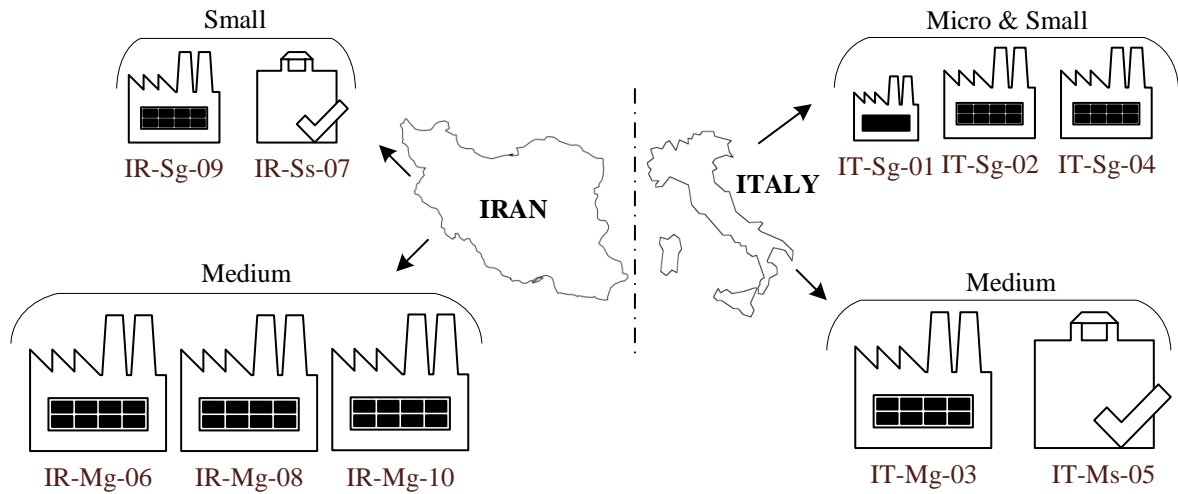 Small
IR-Sg-09
IR-Ss-07
IRAN
Medium
IR-Mg-06
IR-Mg-08
IR-Mg-10
Micro & Small
IT-Sg-01
IT-Sg-02
IT-Sg-04
ITALY
Medium
IT-Mg-03
IT-Ms-05